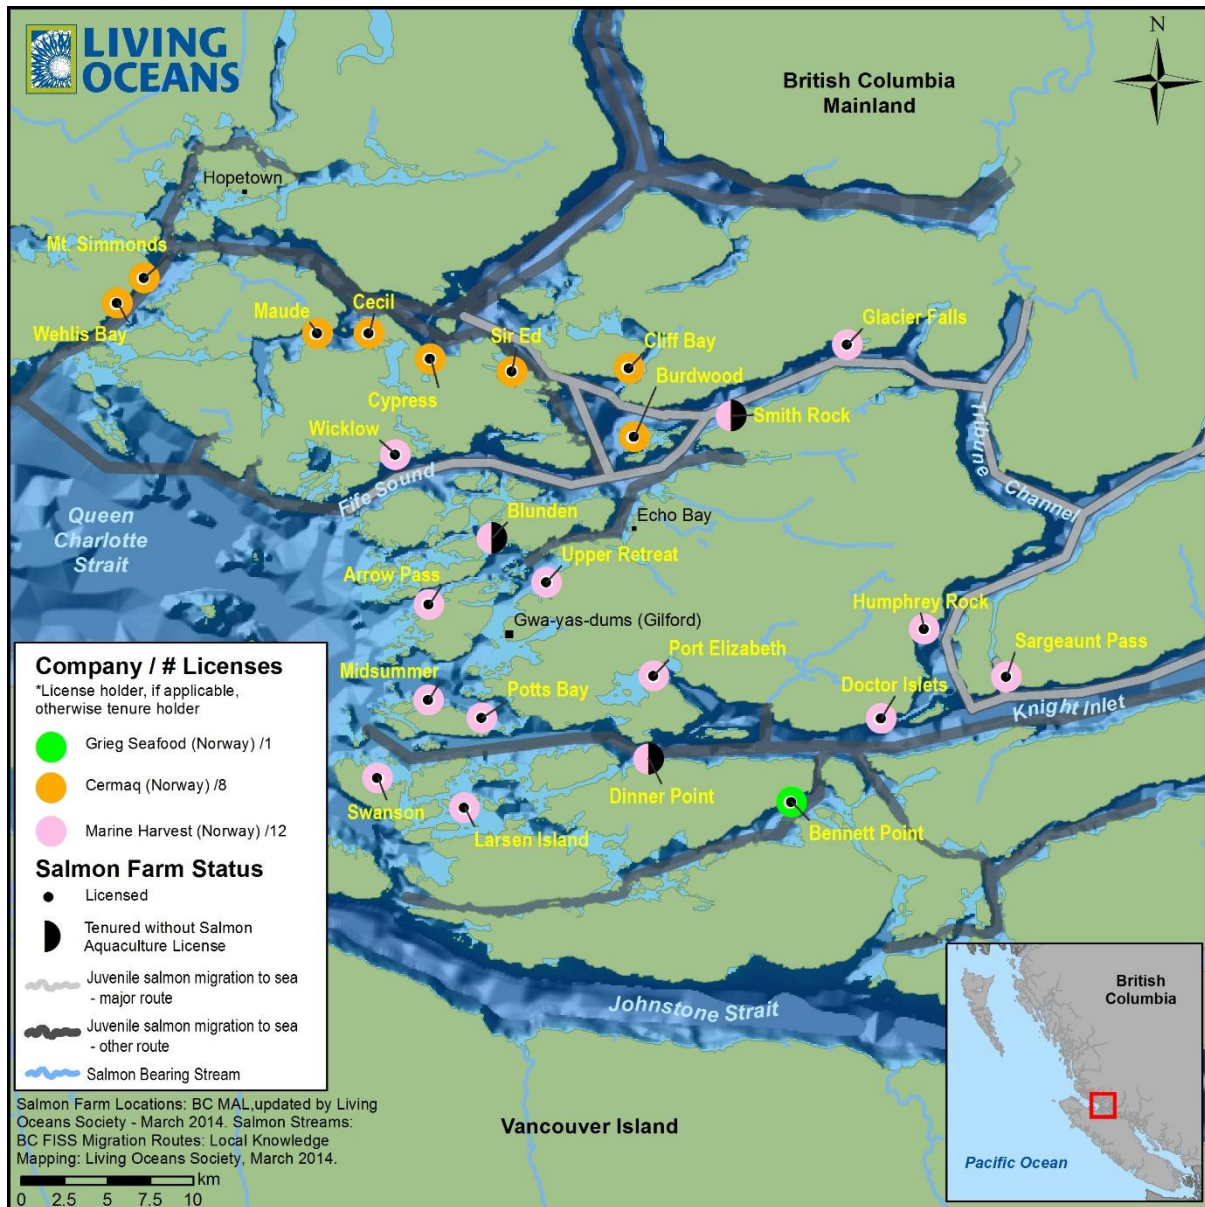 LIVING
OCEANS
N
British Columbia
Mainland
Hopetown
Mt. Simmonds
Wehlis Bay
Maude
Cecil
Cypress
Sir Ed
Cliff Bay
Burdwood
Glacier Falls
Smith Rock
Wicklow
Fife Sound
Tribune
Channel
Queen
Charlotte
Strait
Blunden
Echo Bay
Upper Retreat
Arrow Pass
Gwa-yas-dums (Gilford)
Humphrey Rock
Sargeaunt Pass
Port Elizabeth
Midsummer
Potts Bay
Doctor Islets
Knight Inlet
Swanson
Dinner Point
Larsen Island
Bennett Point
Johnstone Strait
Vancouver Island
Company / # Licenses
*License holder, if applicable,
otherwise tenure holder
Grieg Seafood (Norway) /1
Cermaq (Norway) /8
Marine Harvest (Norway) /12
Salmon Farm Status
Licensed
Tenured without Salmon
Aquaculture License
Juvenile salmon migration to sea
- major route
Juvenile salmon migration to sea
- other route
Salmon Bearing Stream
Salmon Farm Locations: BC MAL,updated by Living
Oceans Society - March 2014. Salmon Streams:
BC FISS Migration Routes: Local Knowledge
Mapping: Living Oceans Society, March 2014.
km
0 2.5 5 7.5 10
British
Columbia
Pacific Ocean